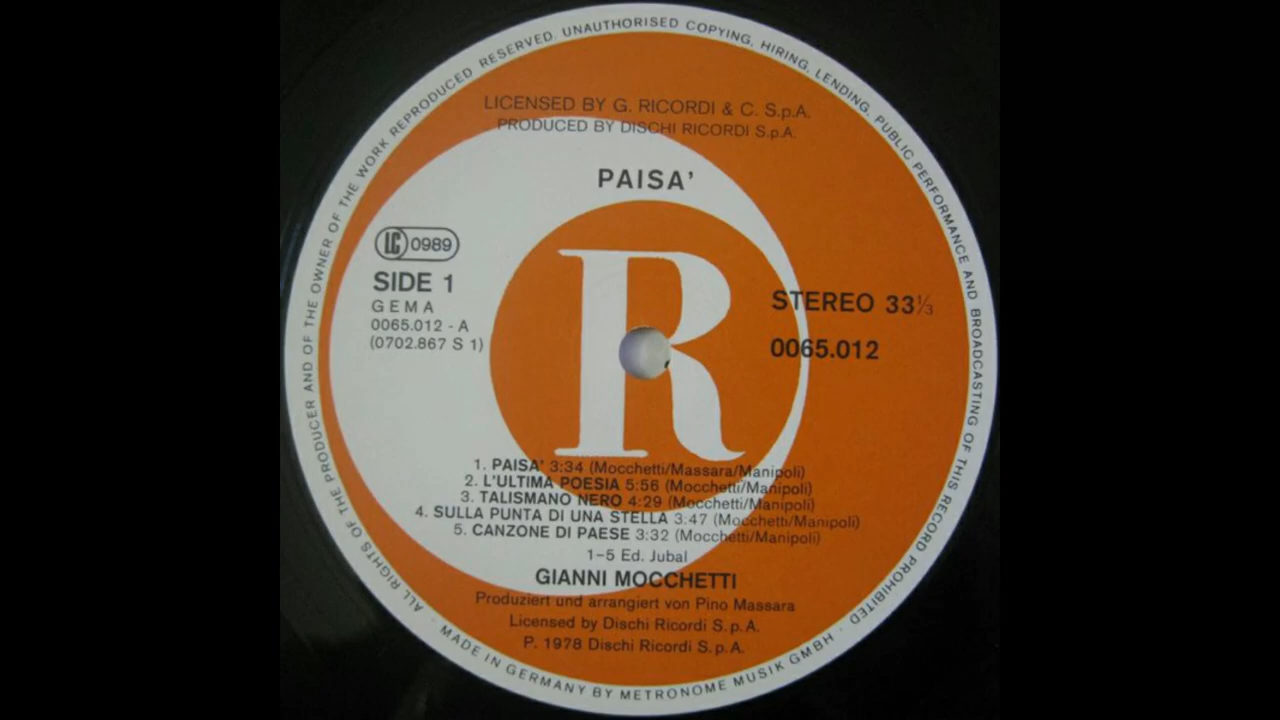 ALL RIGHTS OF THE PRODUCER AND OF THE OWNER OF THE WORK REPRODUCED RESERVED. UNAUTHORISED COPYING, HIRING, LENDING, PUBLIC PERFORMANCE AND BROADCASTING OF THIS RECORD PROHIBITED · MADE IN GERMANY BY METRONOME MUSIK GMBH ·
LICENSED BY G. RICORDI & C. S.p.A.
PRODUCED BY DISCHI RICORDI S.p.A.
PAISA'
LC 0989
SIDE 1
GEMA
0065.012 - A
(0702.867 S 1)
R
STEREO 33⅓
0065.012
1. PAISA' 3:34 (Mocchetti/Massara/Manipoli)
2. L'ULTIMA POESIA 5:56 (Mocchetti/Manipoli)
3. TALISMANO NERO 4:29 (Mocchetti/Manipoli)
4. SULLA PUNTA DI UNA STELLA 3:47 (Mocchetti/Manipoli)
5. CANZONE DI PAESE 3:32 (Mocchetti/Manipoli)
1-5 Ed. Jubal
GIANNI MOCCHETTI
Produziert und arrangiert von Pino Massara
Licensed by Dischi Ricordi S.p.A.
P. 1978 Dischi Ricordi S.p.A.